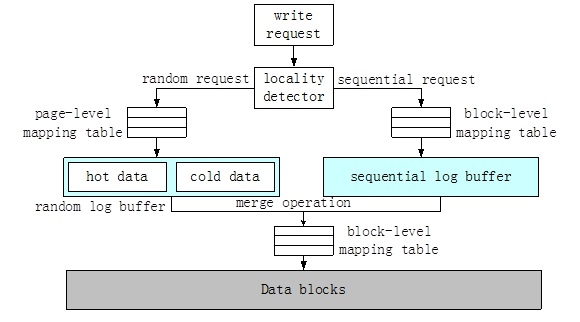 write
request
random request
locality
detector
sequential request
page-level
mapping table
block-level
mapping table
hot data
cold data
sequential log buffer
random log buffer
merge operation
block-level
mapping table
Data blocks